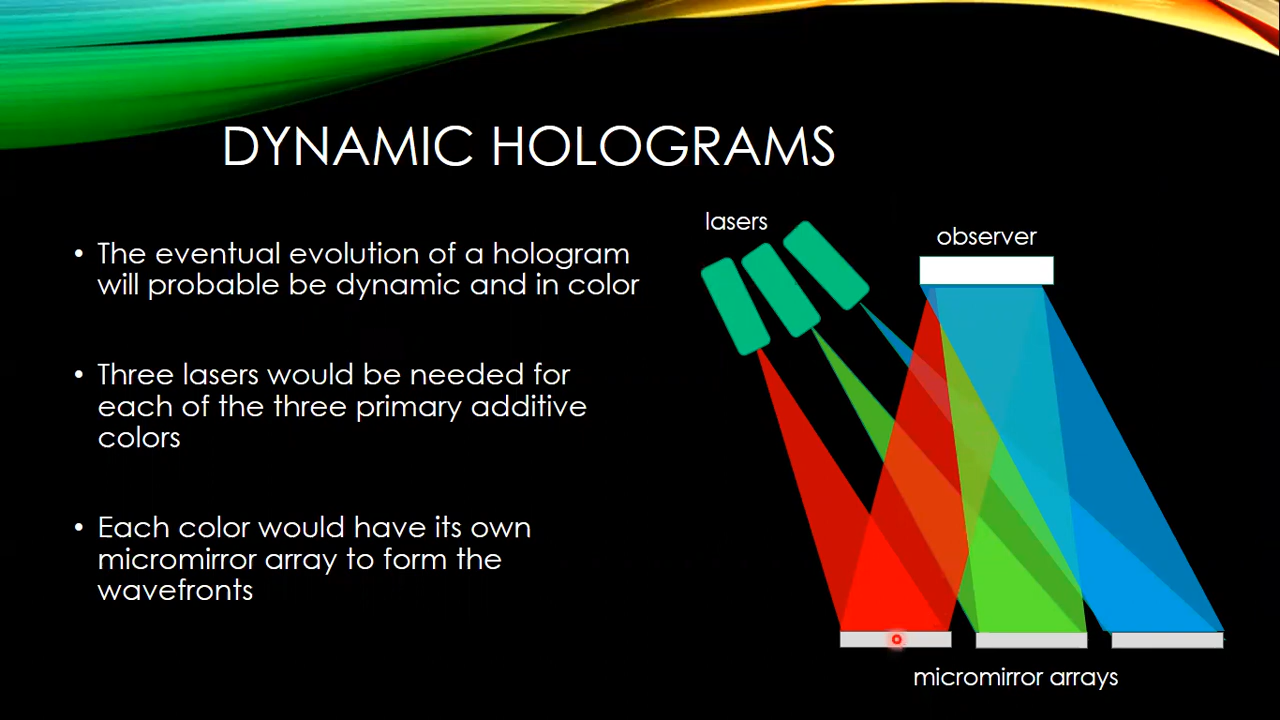 DYNAMIC HOLOGRAMS
• The eventual evolution of a hologram
will probable be dynamic and in color
• Three lasers would be needed for
each of the three primary additive
colors
• Each color would have its own
micromirror array to form the
wavefronts
lasers
observer
micromirror arrays